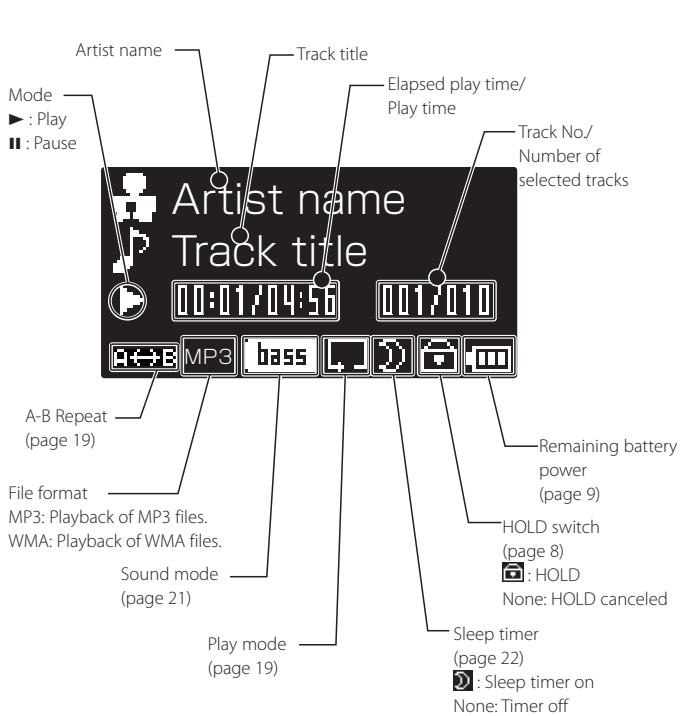 Artist name
Track title
Elapsed play time/
Play time
Mode
► : Play
II : Pause
Track No./
Number of
selected tracks
Artist name
Track title
00:01/04:56
001/010
A↔B
MP3
bass
A-B Repeat
(page 19)
Remaining battery
power
(page 9)
File format
MP3: Playback of MP3 files.
WMA: Playback of WMA files.
HOLD switch
(page 8)
: HOLD
None: HOLD canceled
Sound mode
(page 21)
Play mode
(page 19)
Sleep timer
(page 22)
: Sleep timer on
None: Timer off